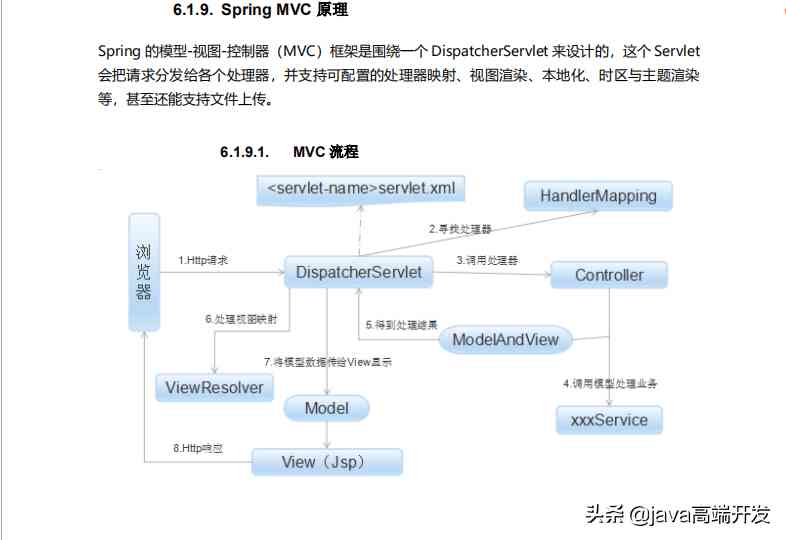 6.1.9. Spring MVC 原理
Spring 的模型-视图-控制器（MVC）框架是围绕一个 DispatcherServlet 来设计的，这个 Servlet
会把请求分发给各个处理器，并支持可配置的处理器映射、视图渲染、本地化、时区与主题渲染
等，甚至还能支持文件上传。
6.1.9.1. MVC 流程
<servlet-name>servlet.xml
HandlerMapping
2.寻找处理器
浏览器
1.Http请求
DispatcherServlet
3.调用处理器
Controller
6.处理视图映射
5.得到处理结果
ModelAndView
7.将模型数据传给View显示
ViewResolver
4.调用模型处理业务
Model
xxxService
8.Http响应
View（Jsp）
头条 @java高端开发